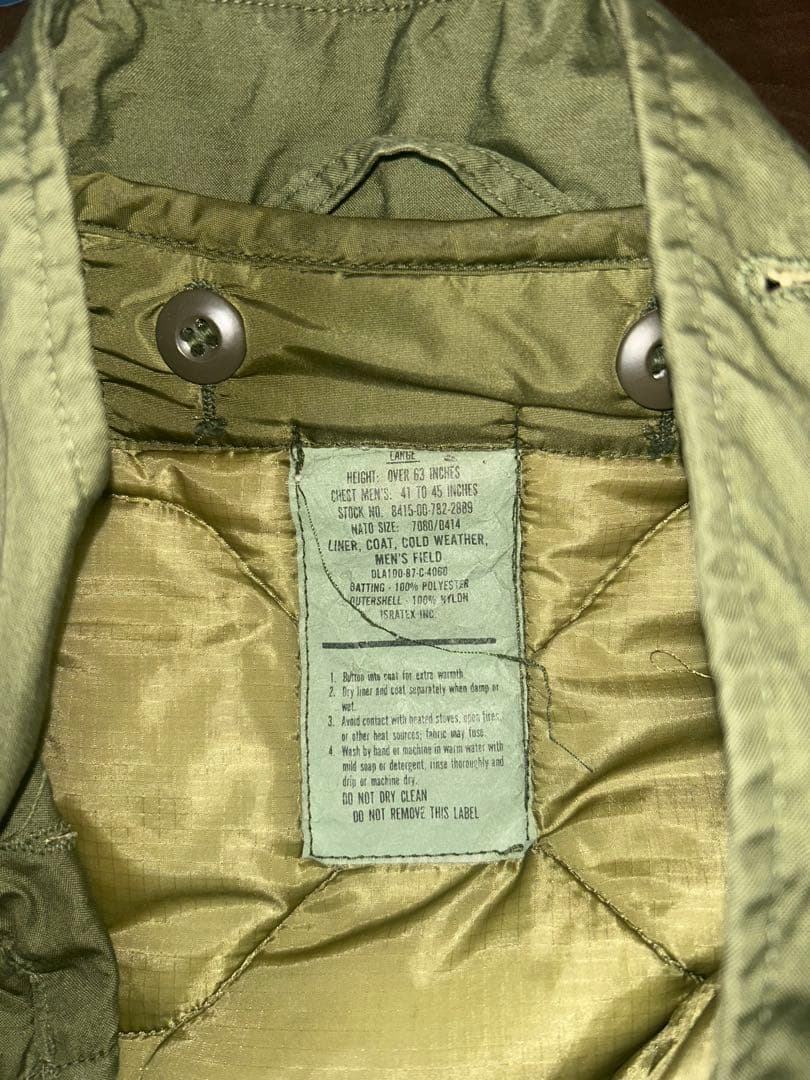 LARGE
HEIGHT: OVER 63 INCHES
CHEST MEN'S: 41 TO 45 INCHES
STOCK NO. 8415-00-782-2889
NATO SIZE: 7080/0414
LINER, COAT, COLD WEATHER,
MEN'S FIELD
DLA100-87-C-4060
BATTING - 100% POLYESTER
OUTERSHELL - 100% NYLON
ISRATEX INC.
1. Button into coat for extra warmth
2. Dry liner and coat separately when damp or
wet.
3. Avoid contact with heated stoves, open fires,
or other heat sources; fabric may fuse.
4. Wash by hand or machine in warm water with
mild soap or detergent, rinse thoroughly and
drip or machine dry.
DO NOT DRY CLEAN
DO NOT REMOVE THIS LABEL